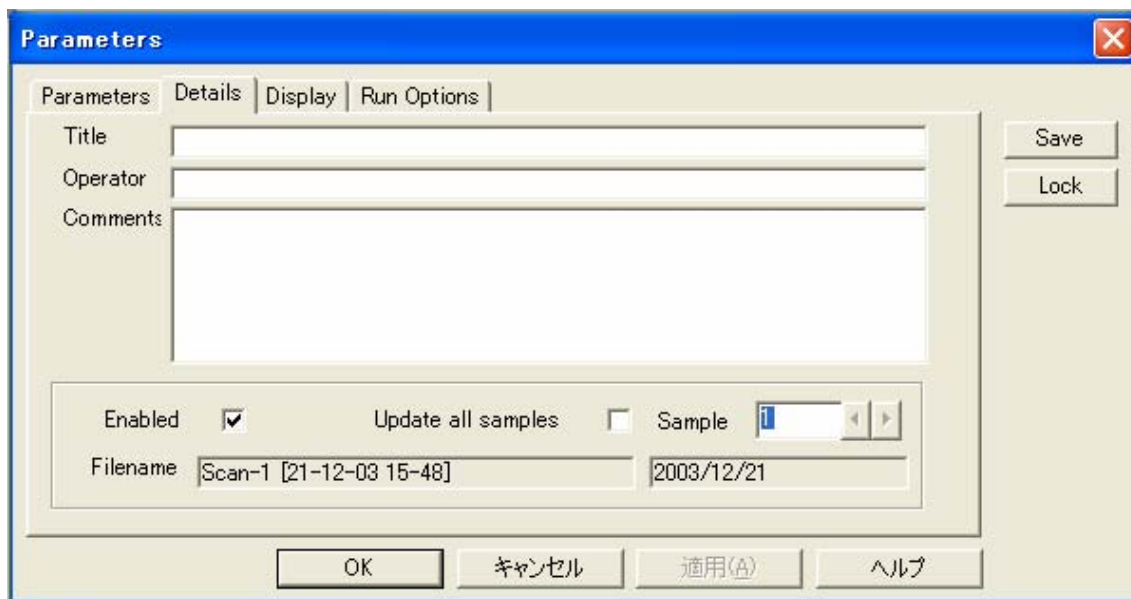 Parameters
Parameters Details Display Run Options
Title
Save
Operator
Lock
Comments
Enabled Update all samples Sample 1
Filename Scan-1 [21-12-03 15-48] 2003/12/21
OK キャンセル 適用(A) ヘルプ